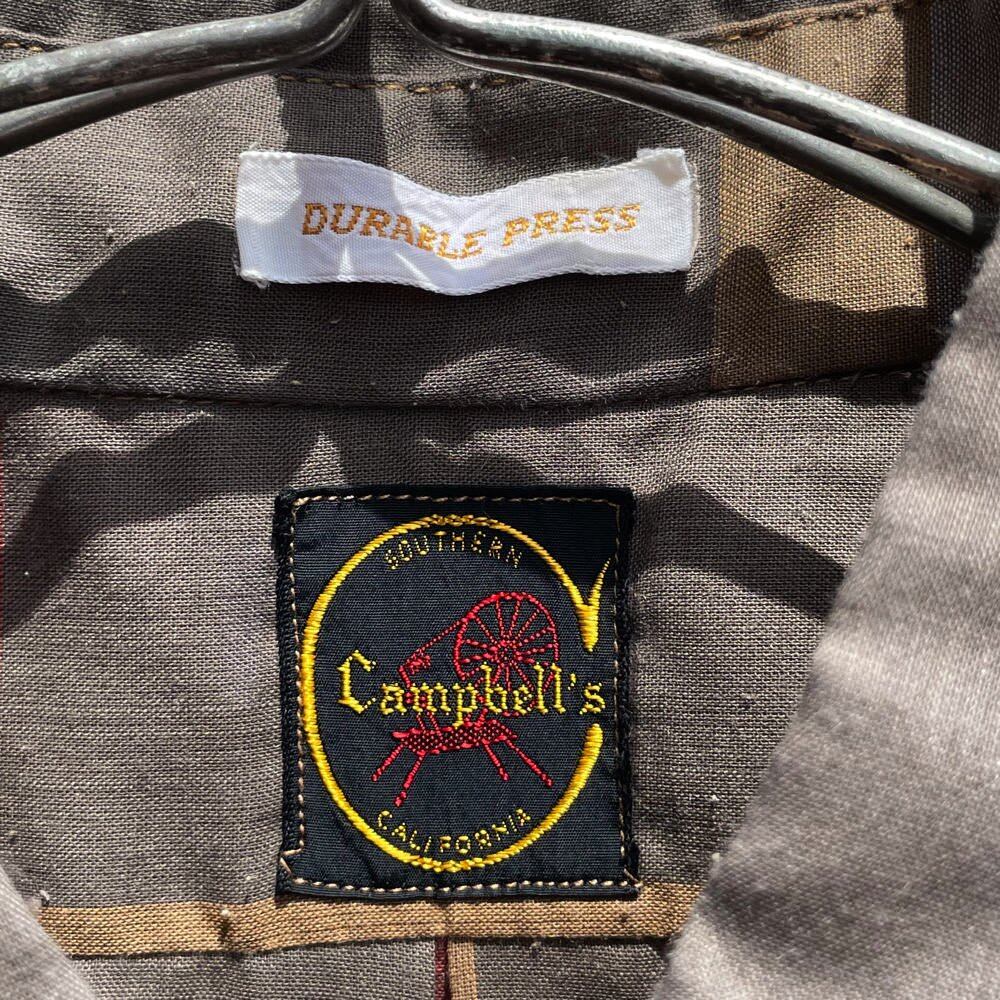 DURABLE PRESS
SOUTHERN
Campbell's
CALIFORNIA